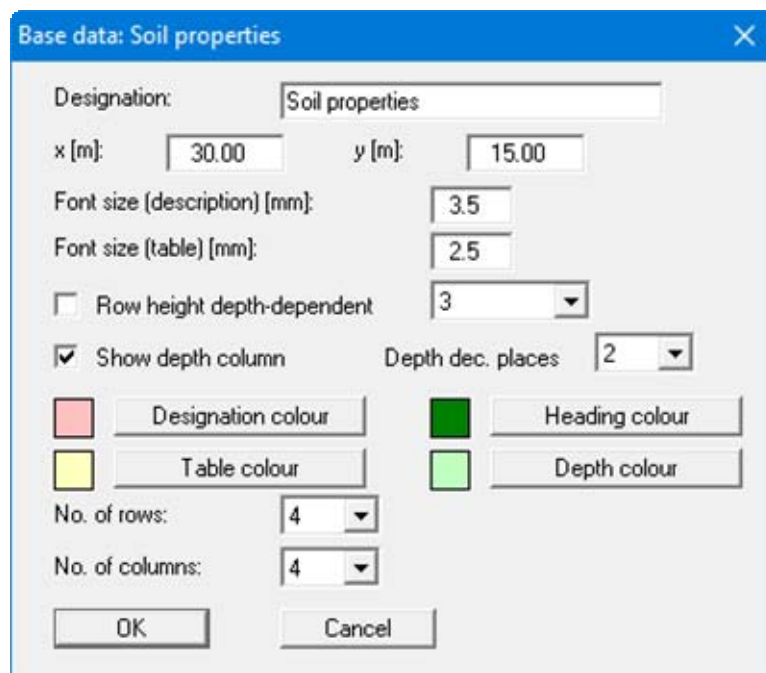 Base data: Soil properties
Designation: Soil properties
x [m]: 30.00 y [m]: 15.00
Font size (description) [mm]: 3.5
Font size (table) [mm]: 2.5
Row height depth-dependent 3
Show depth column Depth dec. places 2
Designation colour Heading colour
Table colour Depth colour
No. of rows: 4
No. of columns: 4
OK Cancel